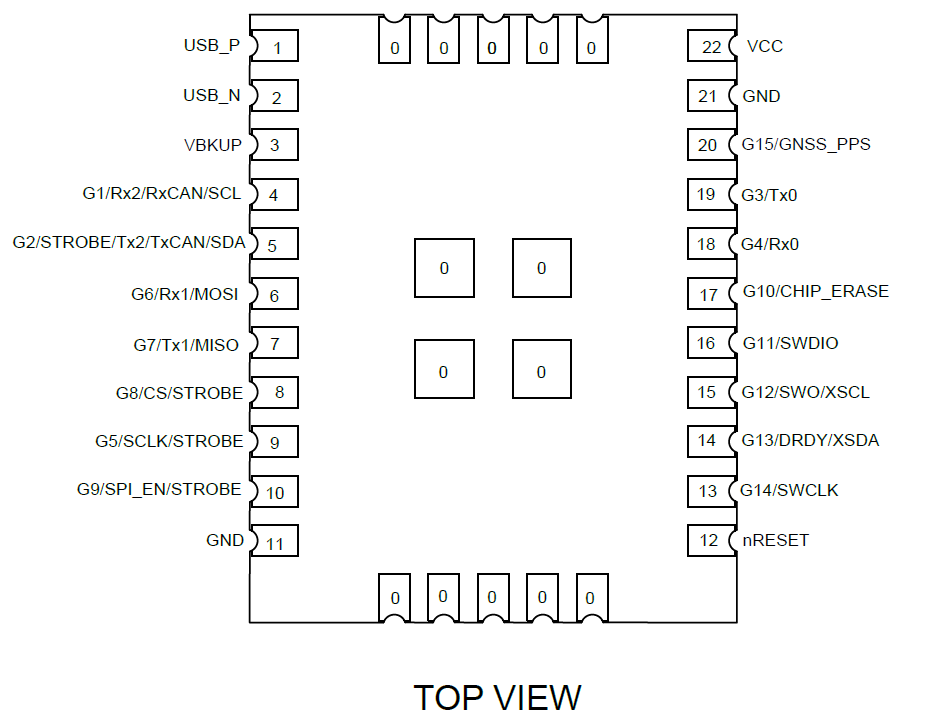 0 0 0 0 0
USB_P 1 22 VCC
USB_N 2 21 GND
VBKUP 3 20 G15/GNSS_PPS
G1/Rx2/RxCAN/SCL 4 19 G3/Tx0
G2/STROBE/Tx2/TxCAN/SDA 5 18 G4/Rx0
0 0
G6/Rx1/MOSI 6 17 G10/CHIP_ERASE
G7/Tx1/MISO 7 16 G11/SWDIO
0 0
G8/CS/STROBE 8 15 G12/SWO/XSCL
G5/SCLK/STROBE 9 14 G13/DRDY/XSDA
G9/SPI_EN/STROBE 10 13 G14/SWCLK
GND 11 12 nRESET
0 0 0 0 0
TOP VIEW